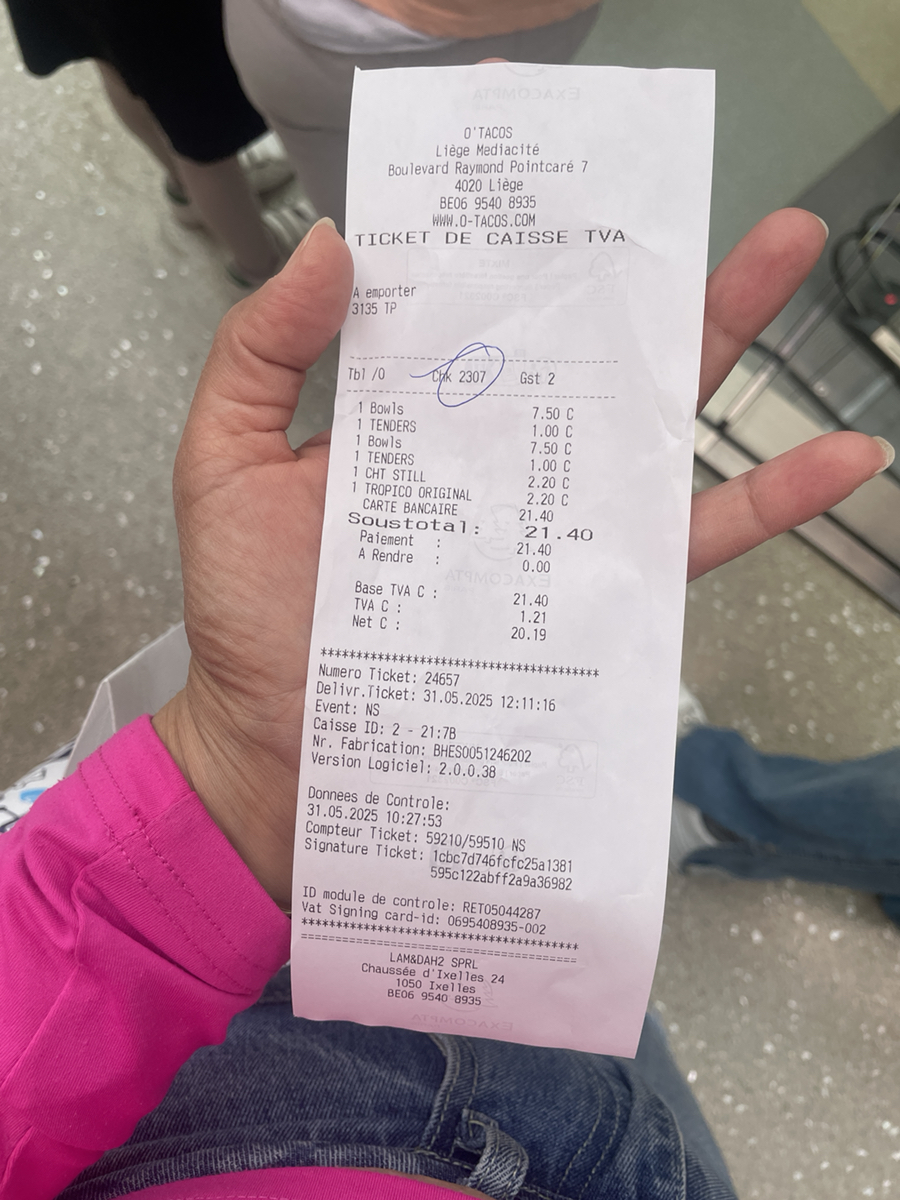 O'TACOS
Liège Mediacité
Boulevard Raymond Pointcaré 7
4020 Liège
BE06 9540 8935
WWW.O-TACOS.COM
TICKET DE CAISSE TVA
A emporter
3135 TP
Tbl /0 Chk 2307 Gst 2
1 Bowls 7.50 C
1 TENDERS 1.00 C
1 Bowls 7.50 C
1 TENDERS 1.00 C
1 CHT STILL 2.20 C
1 TROPICO ORIGINAL 2.20 C
CARTE BANCAIRE 21.40
Soustotal: 21.40
Paiement : 21.40
A Rendre : 0.00
Base TVA C : 21.40
TVA C : 1.21
Net C : 20.19
*************************************
Numero Ticket: 24657
Delivr.Ticket: 31.05.2025 12:11:16
Event: NS
Caisse ID: 2 - 21:7B
Nr. Fabrication: BHES0051246202
Version Logiciel: 2.0.0.38
Donnees de Controle:
31.05.2025 10:27:53
Compteur Ticket: 59210/59510 NS
Signature Ticket: 1cbc7d746fcfc25a1381
595c122abff2a9a36982
ID module de controle: RET05044287
Vat Signing card-id: 0695408935-002
*************************************
=====================================
LAM&DAH2 SPRL
Chaussée d'Ixelles 24
1050 Ixelles
BE06 9540 8935